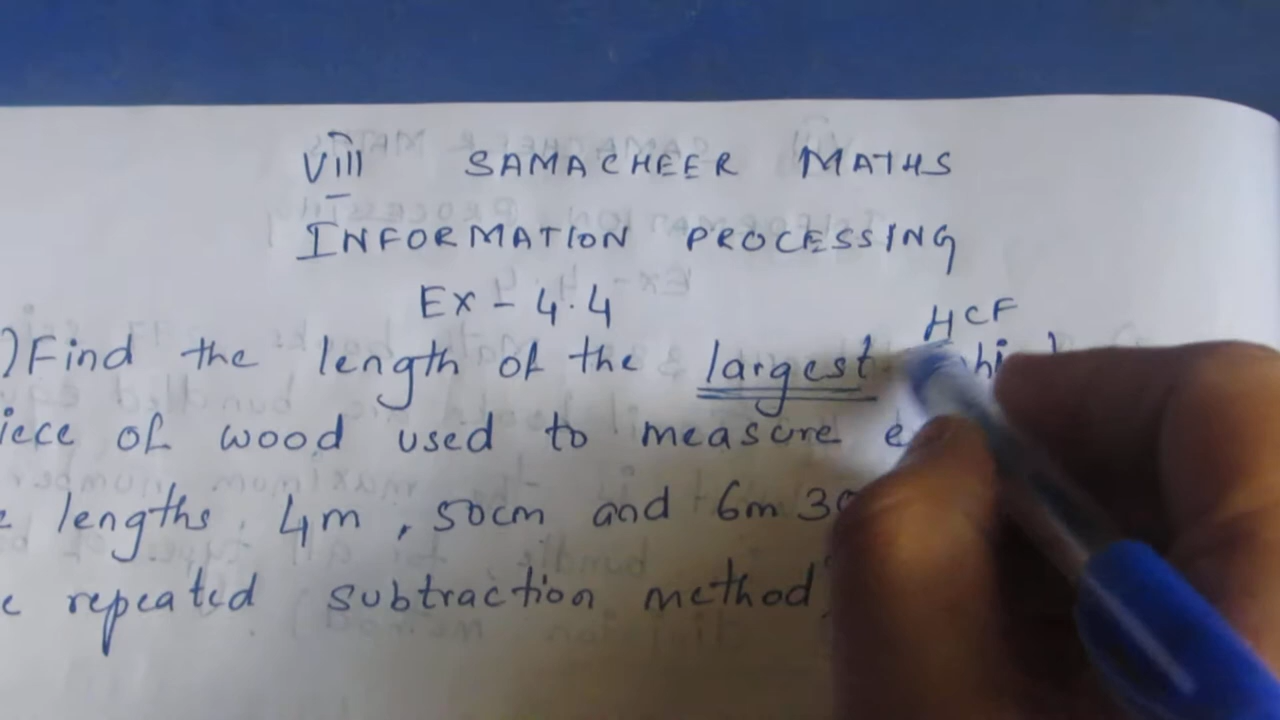 VIII SAMACHEER MATHS
INFORMATION PROCESSING
Ex - 4.4
HCF
)Find the length of the largest
iece of wood used to measure
lengths, 4m, 50cm and 6m
repeated subtraction method